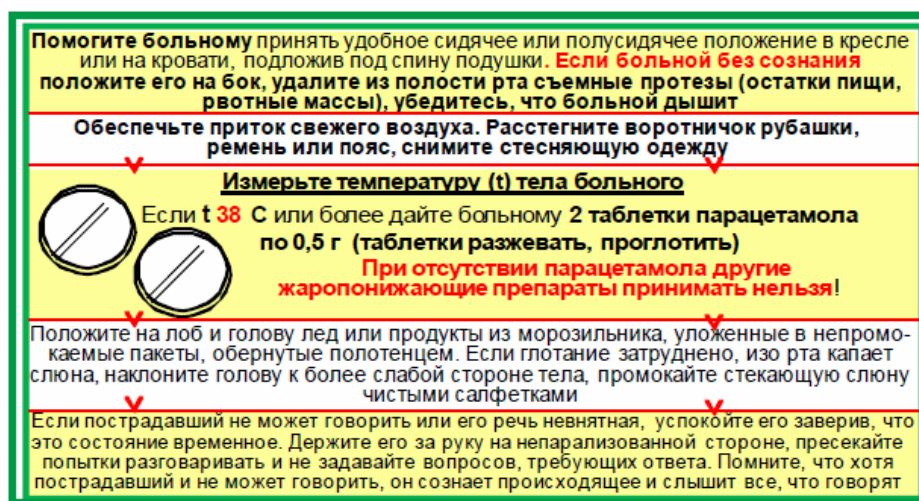 Помогите больному принять удобное сидячее или полусидячее положение в кресле
или на кровати, подложив под спину подушки. Если больной без сознания
положите его на бок, удалите из полости рта съемные протезы (остатки пищи,
рвотные массы), убедитесь, что больной дышит
Обеспечьте приток свежего воздуха. Расстегните воротничок рубашки,
ремень или пояс, снимите стесняющую одежду
Измерьте температуру (t) тела больного
Если t 38 С или более дайте больному 2 таблетки парацетамола
по 0,5 г (таблетки разжевать, проглотить)
При отсутствии парацетамола другие
жаропонижающие препараты принимать нельзя!
Положите на лоб и голову лед или продукты из морозильника, уложенные в непромо-
каемые пакеты, обернутые полотенцем. Если глотание затруднено, изо рта капает
слюна, наклоните голову к более слабой стороне тела, промокайте стекающую слюну
чистыми салфетками
Если пострадавший не может говорить или его речь невнятная, успокойте его заверив, что
это состояние временное. Держите его за руку на непарализованной стороне, пресекайте
попытки разговаривать и не задавайте вопросов, требующих ответа. Помните, что хотя
пострадавший и не может говорить, он сознает происходящее и слышит все, что говорят